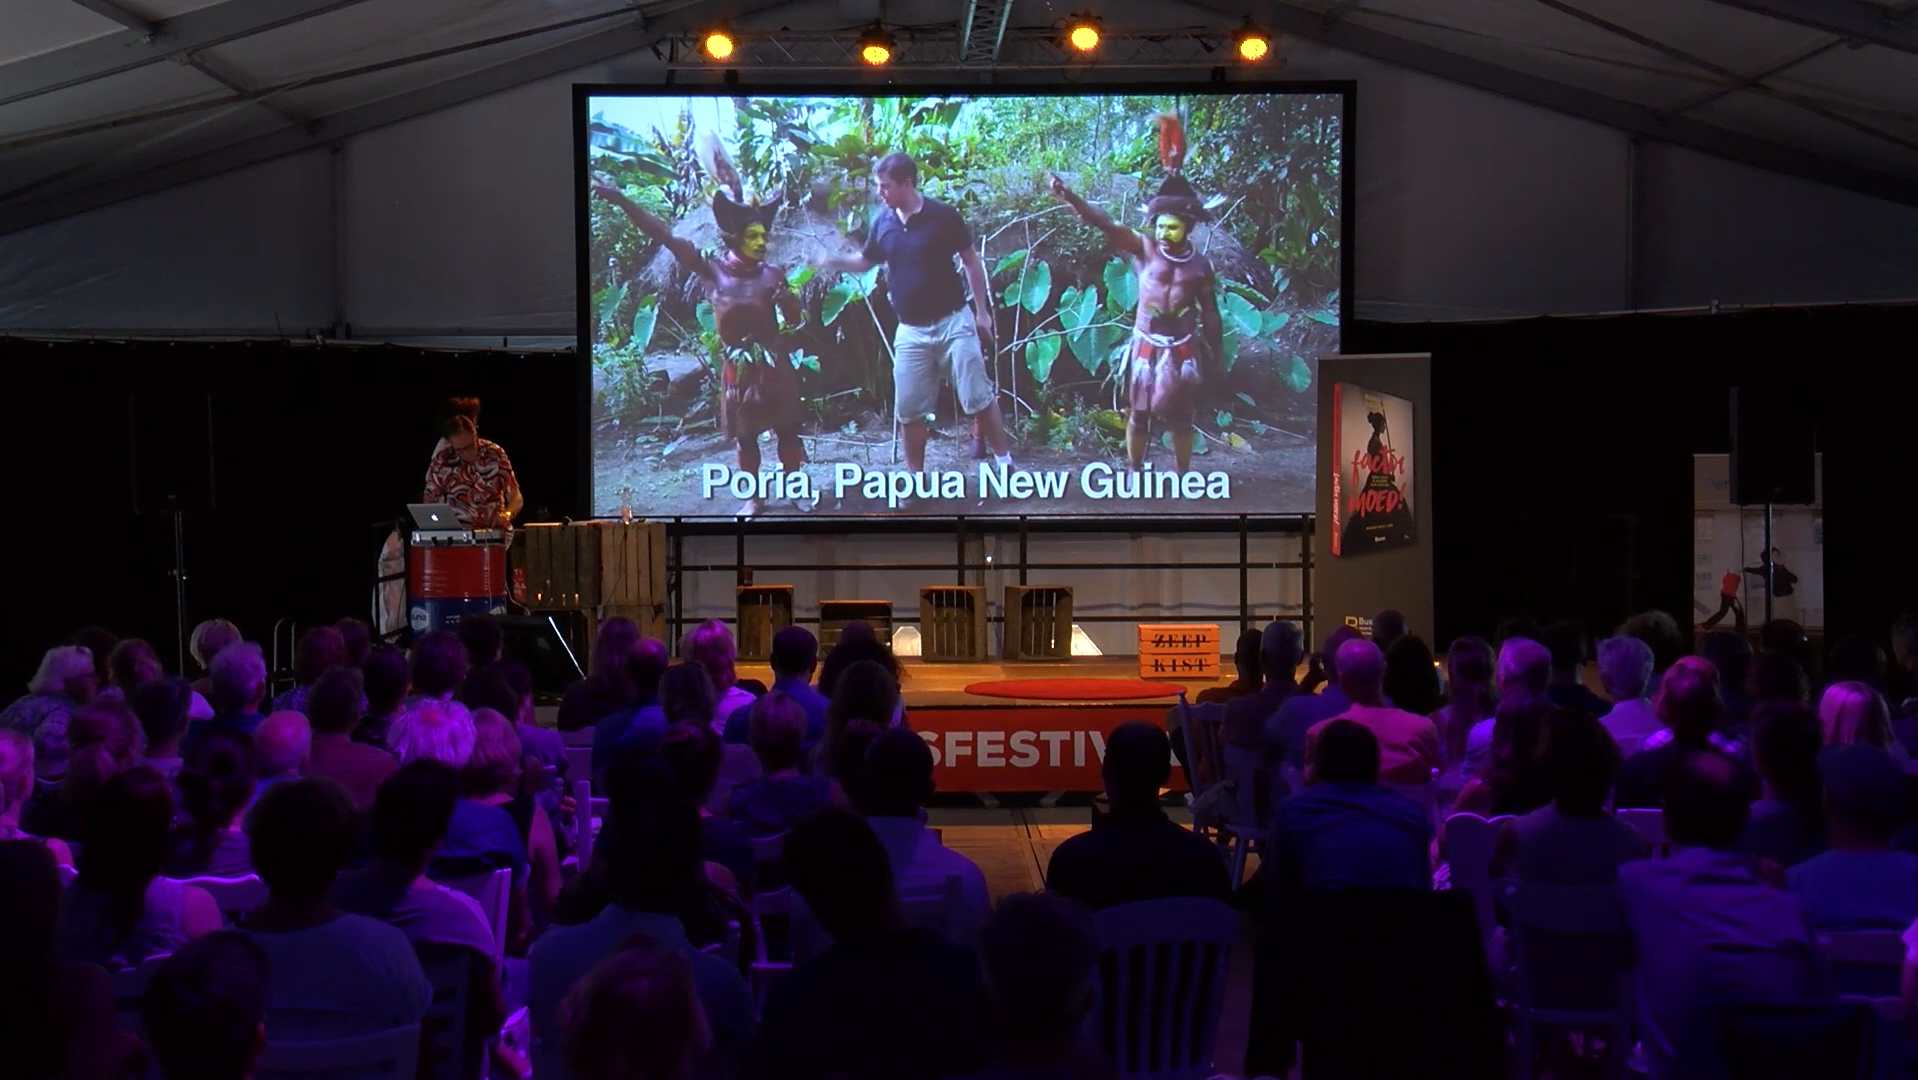 Poria, Papua New Guinea
factor
MOED!
ZEEP
KIST
SFESTIV